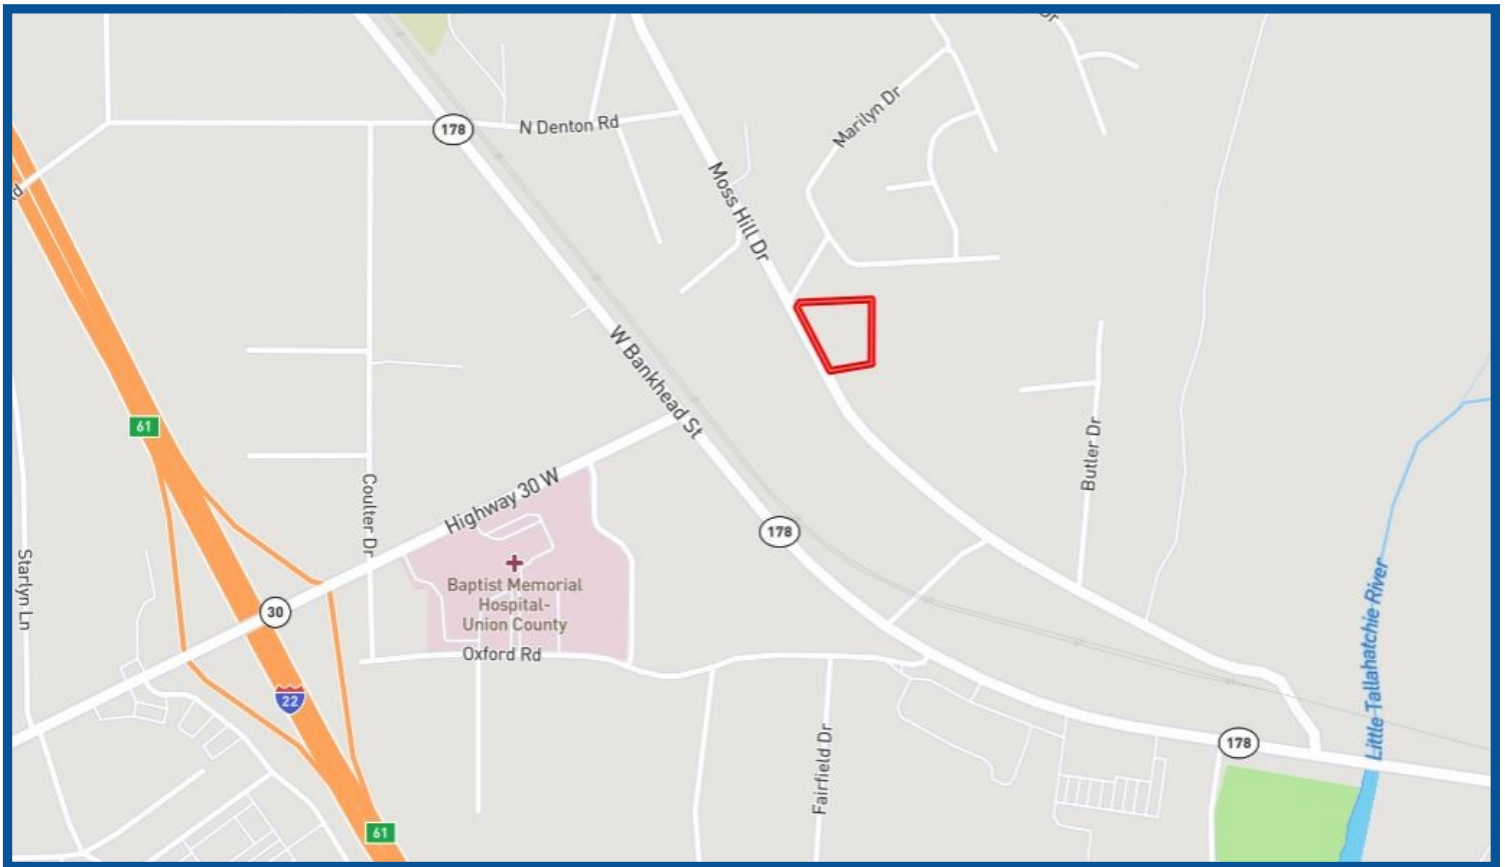 178
N Denton Rd
Marilyn Dr
Dr
Moss Hill Dr
W Bankhead St
61
Butler Dr
Coulter Dr
Highway 30 W
178
Starlyn Ln
Baptist Memorial
Hospital-
Union County
30
Oxford Rd
Little Tallahatchie River
22
Fairfield Dr
178
61